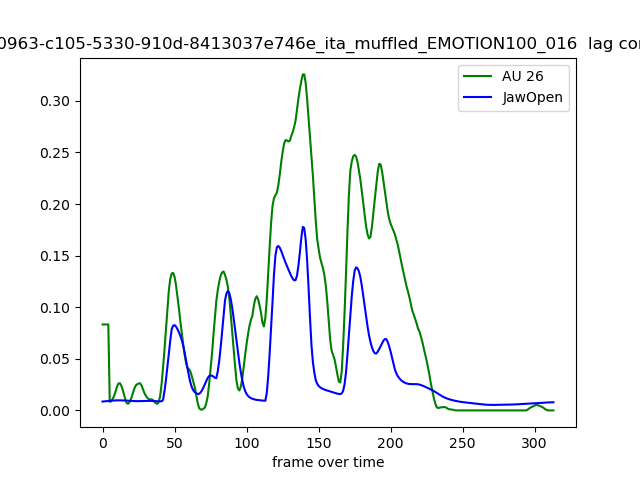 0963-c105-5330-910d-8413037e746e_ita_muffled_EMOTION100_016 lag
AU 26
JawOpen
0.30
0.25
0.20
0.15
0.10
0.05
0.00
0 50 100 150 200 250 300
frame over time